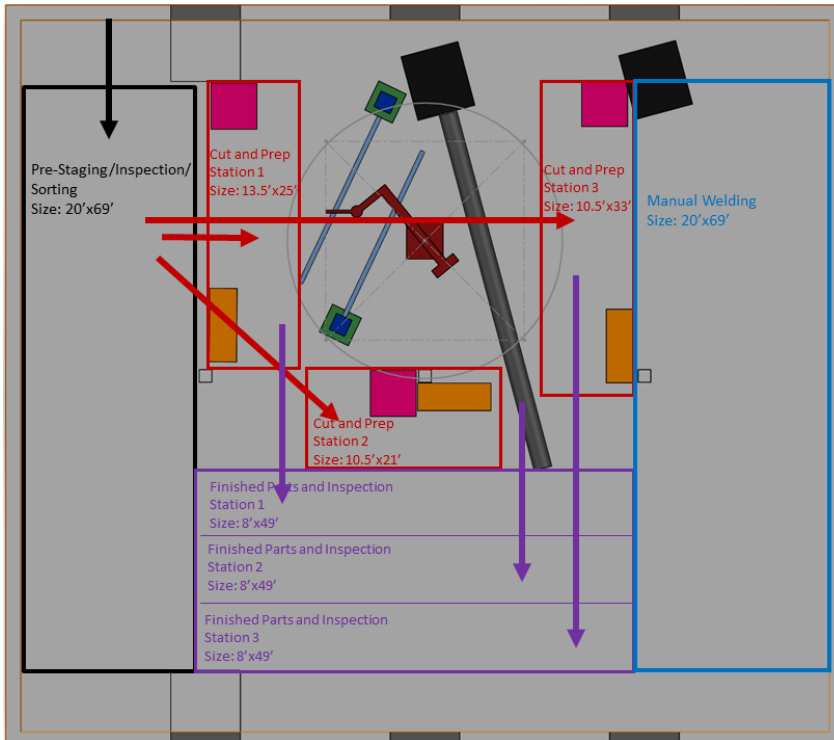 Pre-Staging/Inspection/
Sorting
Size: 20'x69'
Cut and Prep
Station 1
Size: 13.5'x25'
Cut and Prep
Station 3
Size: 10.5'x33'
Manual Welding
Size: 20'x69'
Cut and Prep
Station 2
Size: 10.5'x21'
Finished Parts and Inspection
Station 1
Size: 8'x49'
Finished Parts and Inspection
Station 2
Size: 8'x49'
Finished Parts and Inspection
Station 3
Size: 8'x49'